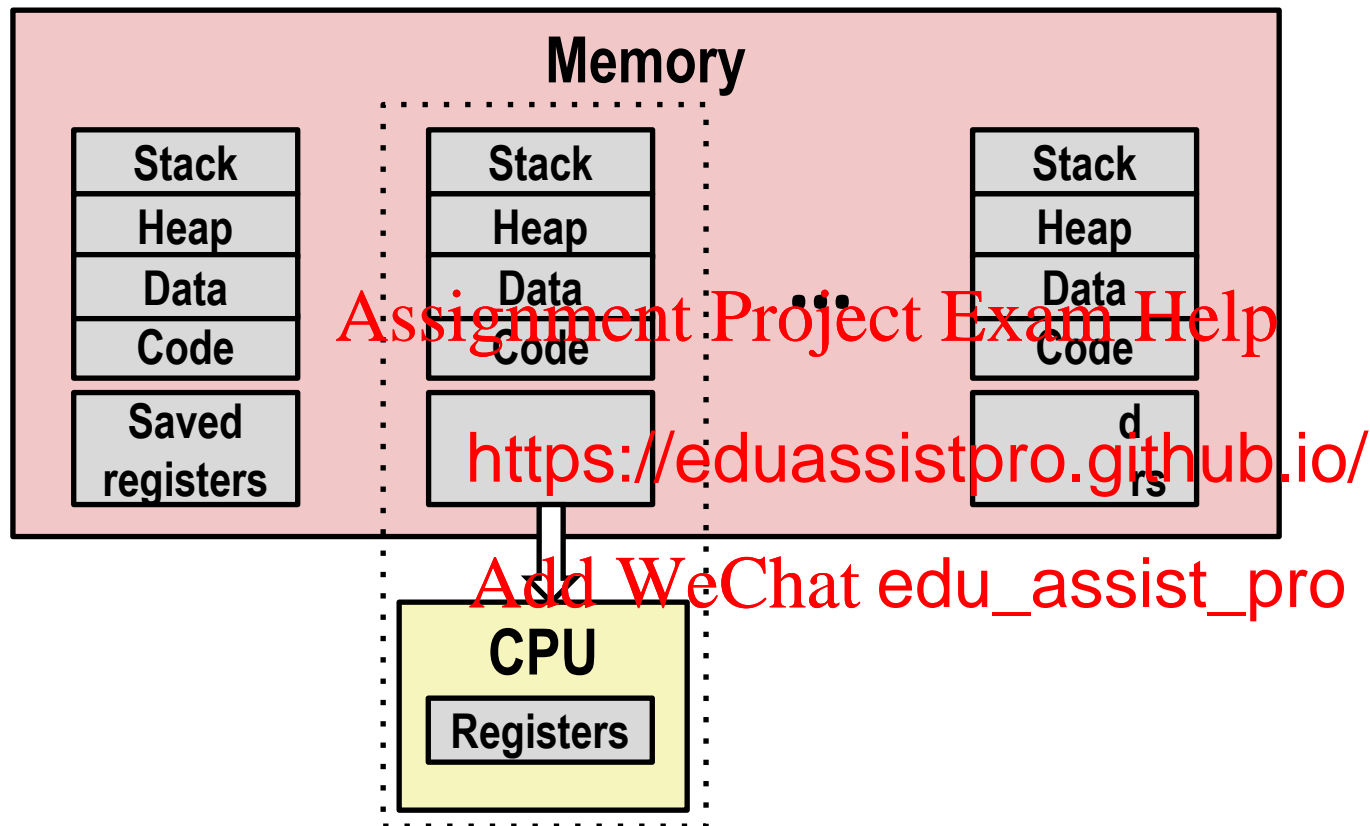 Memory
Stack
Heap
Data
Code
Saved
registers
Stack
Heap
Data
Code
...
Stack
Heap
Data
Code
d
rs
Assignment Project Exam Help
https://eduassistpro.github.io/
Add WeChat edu_assist_pro
CPU
Registers